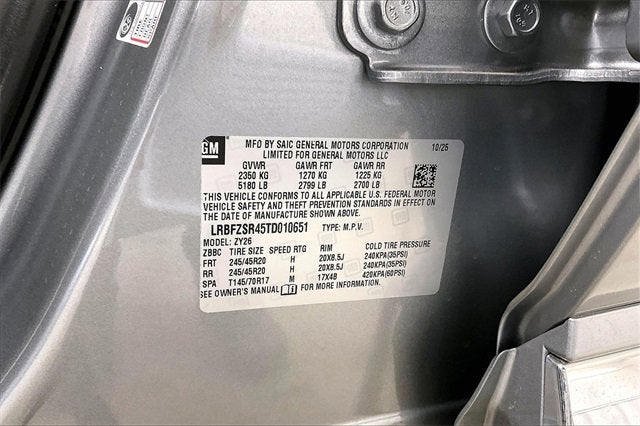 GM
MFD BY SAIC GENERAL MOTORS CORPORATION 10/25
LIMITED FOR GENERAL MOTORS LLC
GVWR GAWR FRT GAWR RR
2350 KG 1270 KG 1225 KG
5180 LB 2799 LB 2700 LB
THIS VEHICLE CONFORMS TO ALL APPLICABLE U.S. FEDERAL MOTOR
VEHICLE SAFETY AND THEFT PREVENTION STANDARDS IN EFFECT ON
THE DATE OF MANUFACTURE SHOWN ABOVE.
LRBFZSR45TD010651 TYPE: M.P.V.
MODEL: ZY26
ZBBC TIRE SIZE SPEED RTG RIM COLD TIRE PRESSURE
FRT 245/45R20 H 20X8.5J 240KPA(35PSI)
RR 245/45R20 H 20X8.5J 240KPA(35PSI)
SPA T145/70R17 M 17X4B 420KPA(60PSI)
SEE OWNER'S MANUAL FOR MORE INFORMATION.